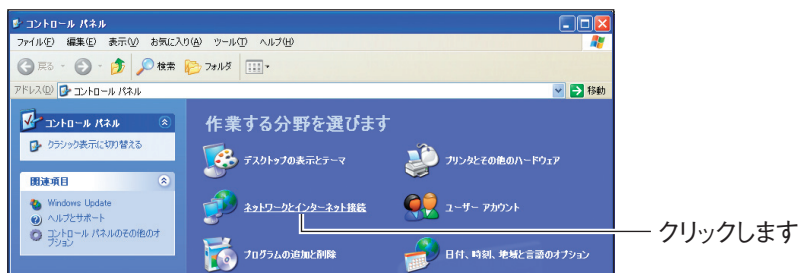 コントロール パネル
ファイル(F) 編集(E) 表示(V) お気に入り(A) ツール(T) ヘルプ(H)
戻る 検索 フォルダ
アドレス(D) コントロール パネル 移動
コントロール パネル
クラシック表示に切り替える
関連項目
Windows Update
ヘルプとサポート
コントロール パネルのその他のオプション
作業する分野を選びます
デスクトップの表示とテーマ
プリンタとその他のハードウェア
ネットワークとインターネット接続
ユーザー アカウント
プログラムの追加と削除
日付、時刻、地域と言語のオプション
クリックします